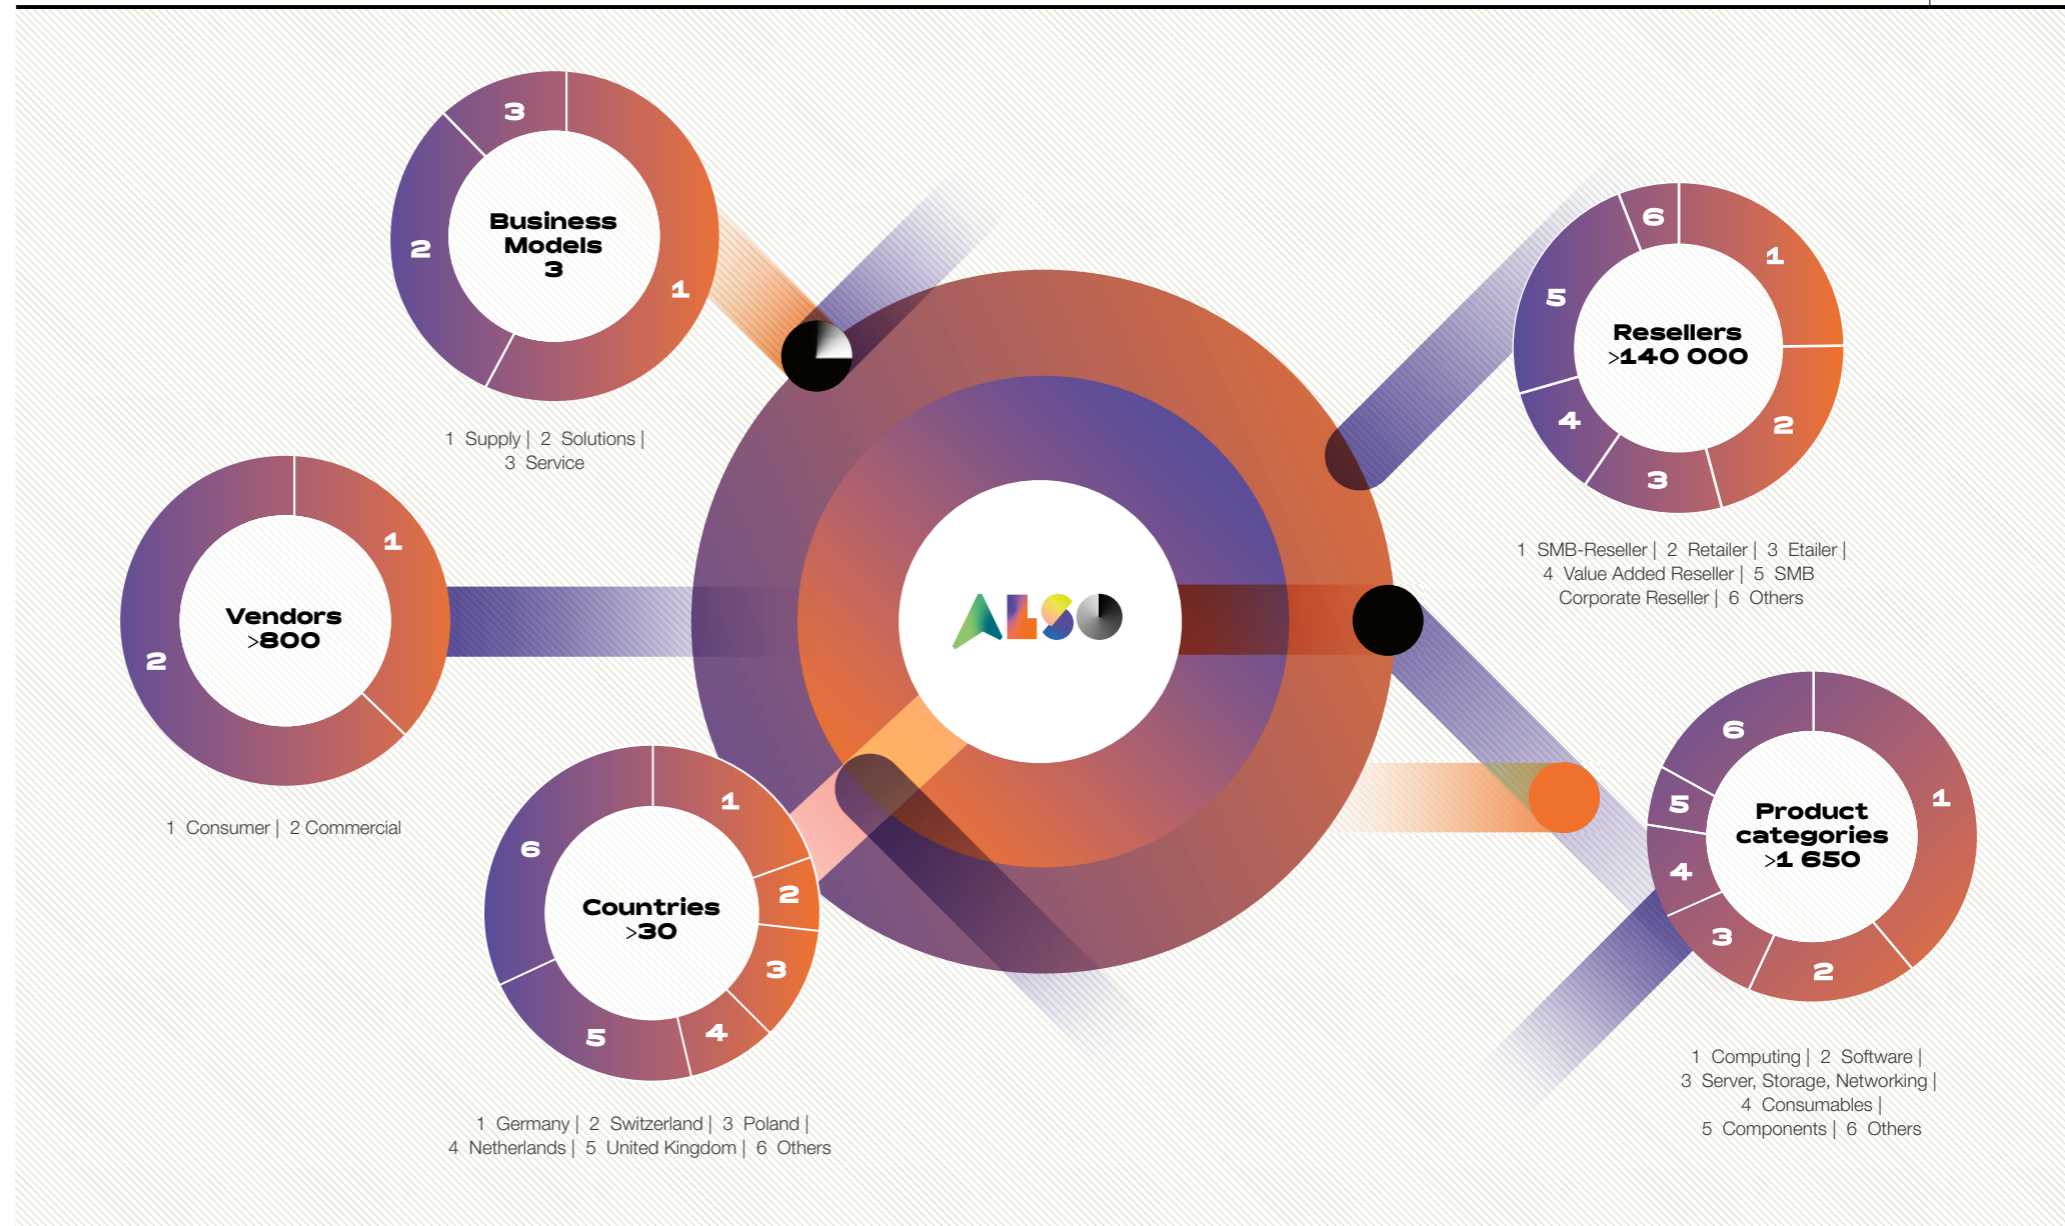 3
2
1
Business
Models
3
1 Supply | 2 Solutions |
3 Service
1
2
Vendors
>800
1 Consumer | 2 Commercial
1
2
3
4
5
6
Countries
>30
1 Germany | 2 Switzerland | 3 Poland |
4 Netherlands | 5 United Kingdom | 6 Others
ALSO
6
1
5
2
4
3
Resellers
>140 000
1 SMB-Reseller | 2 Retailer | 3 Etailer |
4 Value Added Reseller | 5 SMB
Corporate Reseller | 6 Others
6
1
5
4
3
2
Product
categories
>1 650
1 Computing | 2 Software |
3 Server, Storage, Networking |
4 Consumables |
5 Components | 6 Others